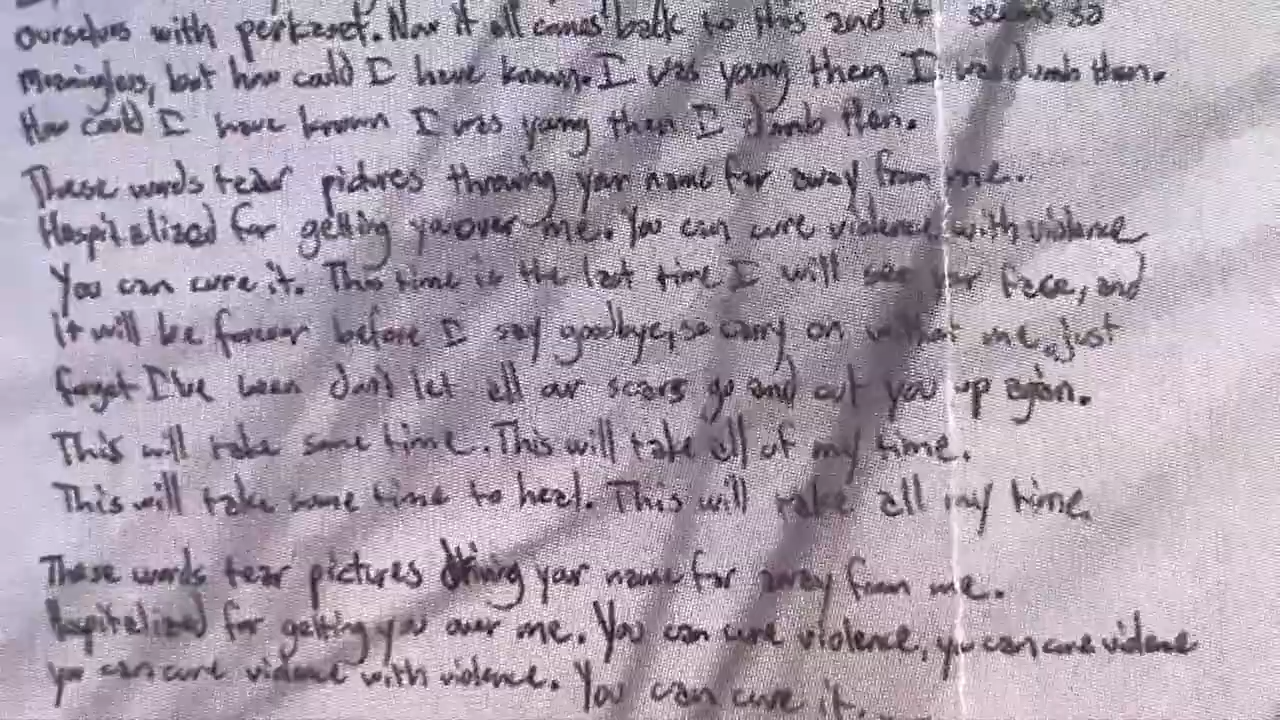 ourselves with perkzset. Now it all comes back to this and it seems so
Meaningless, but how could I have known. I was young then I was dumb then.
How could I have known I was young then I dumb then.
These words tear pictures throwing your name far away from me.
Hospitalized for getting you over me. You can cure violence with violence
You can cure it. This time is the last time I will see your face, and
it will be forever before I say goodbye, so carry on without me, just
forget I've been don't let all our scars go and cut you up again.
This will take some time. This will take all of my time.
This will take some time to heal. This will take all my time.
These words tear pictures your name far away from me.
Hospitalized for getting you over me. You can cure violence, you can cure violence
you can cure violence with violence. You can cure it.